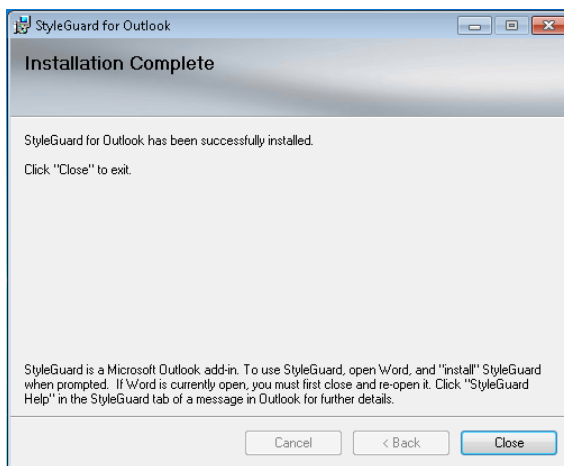 StyleGuard for Outlook
Installation Complete
StyleGuard for Outlook has been successfully installed.
Click "Close" to exit.
StyleGuard is a Microsoft Outlook add-in. To use StyleGuard, open Word, and "install" StyleGuard
when prompted.  If Word is currently open, you must first close and re-open it. Click "StyleGuard
Help" in the StyleGuard tab of a message in Outlook for further details.
Cancel
< Back
Close